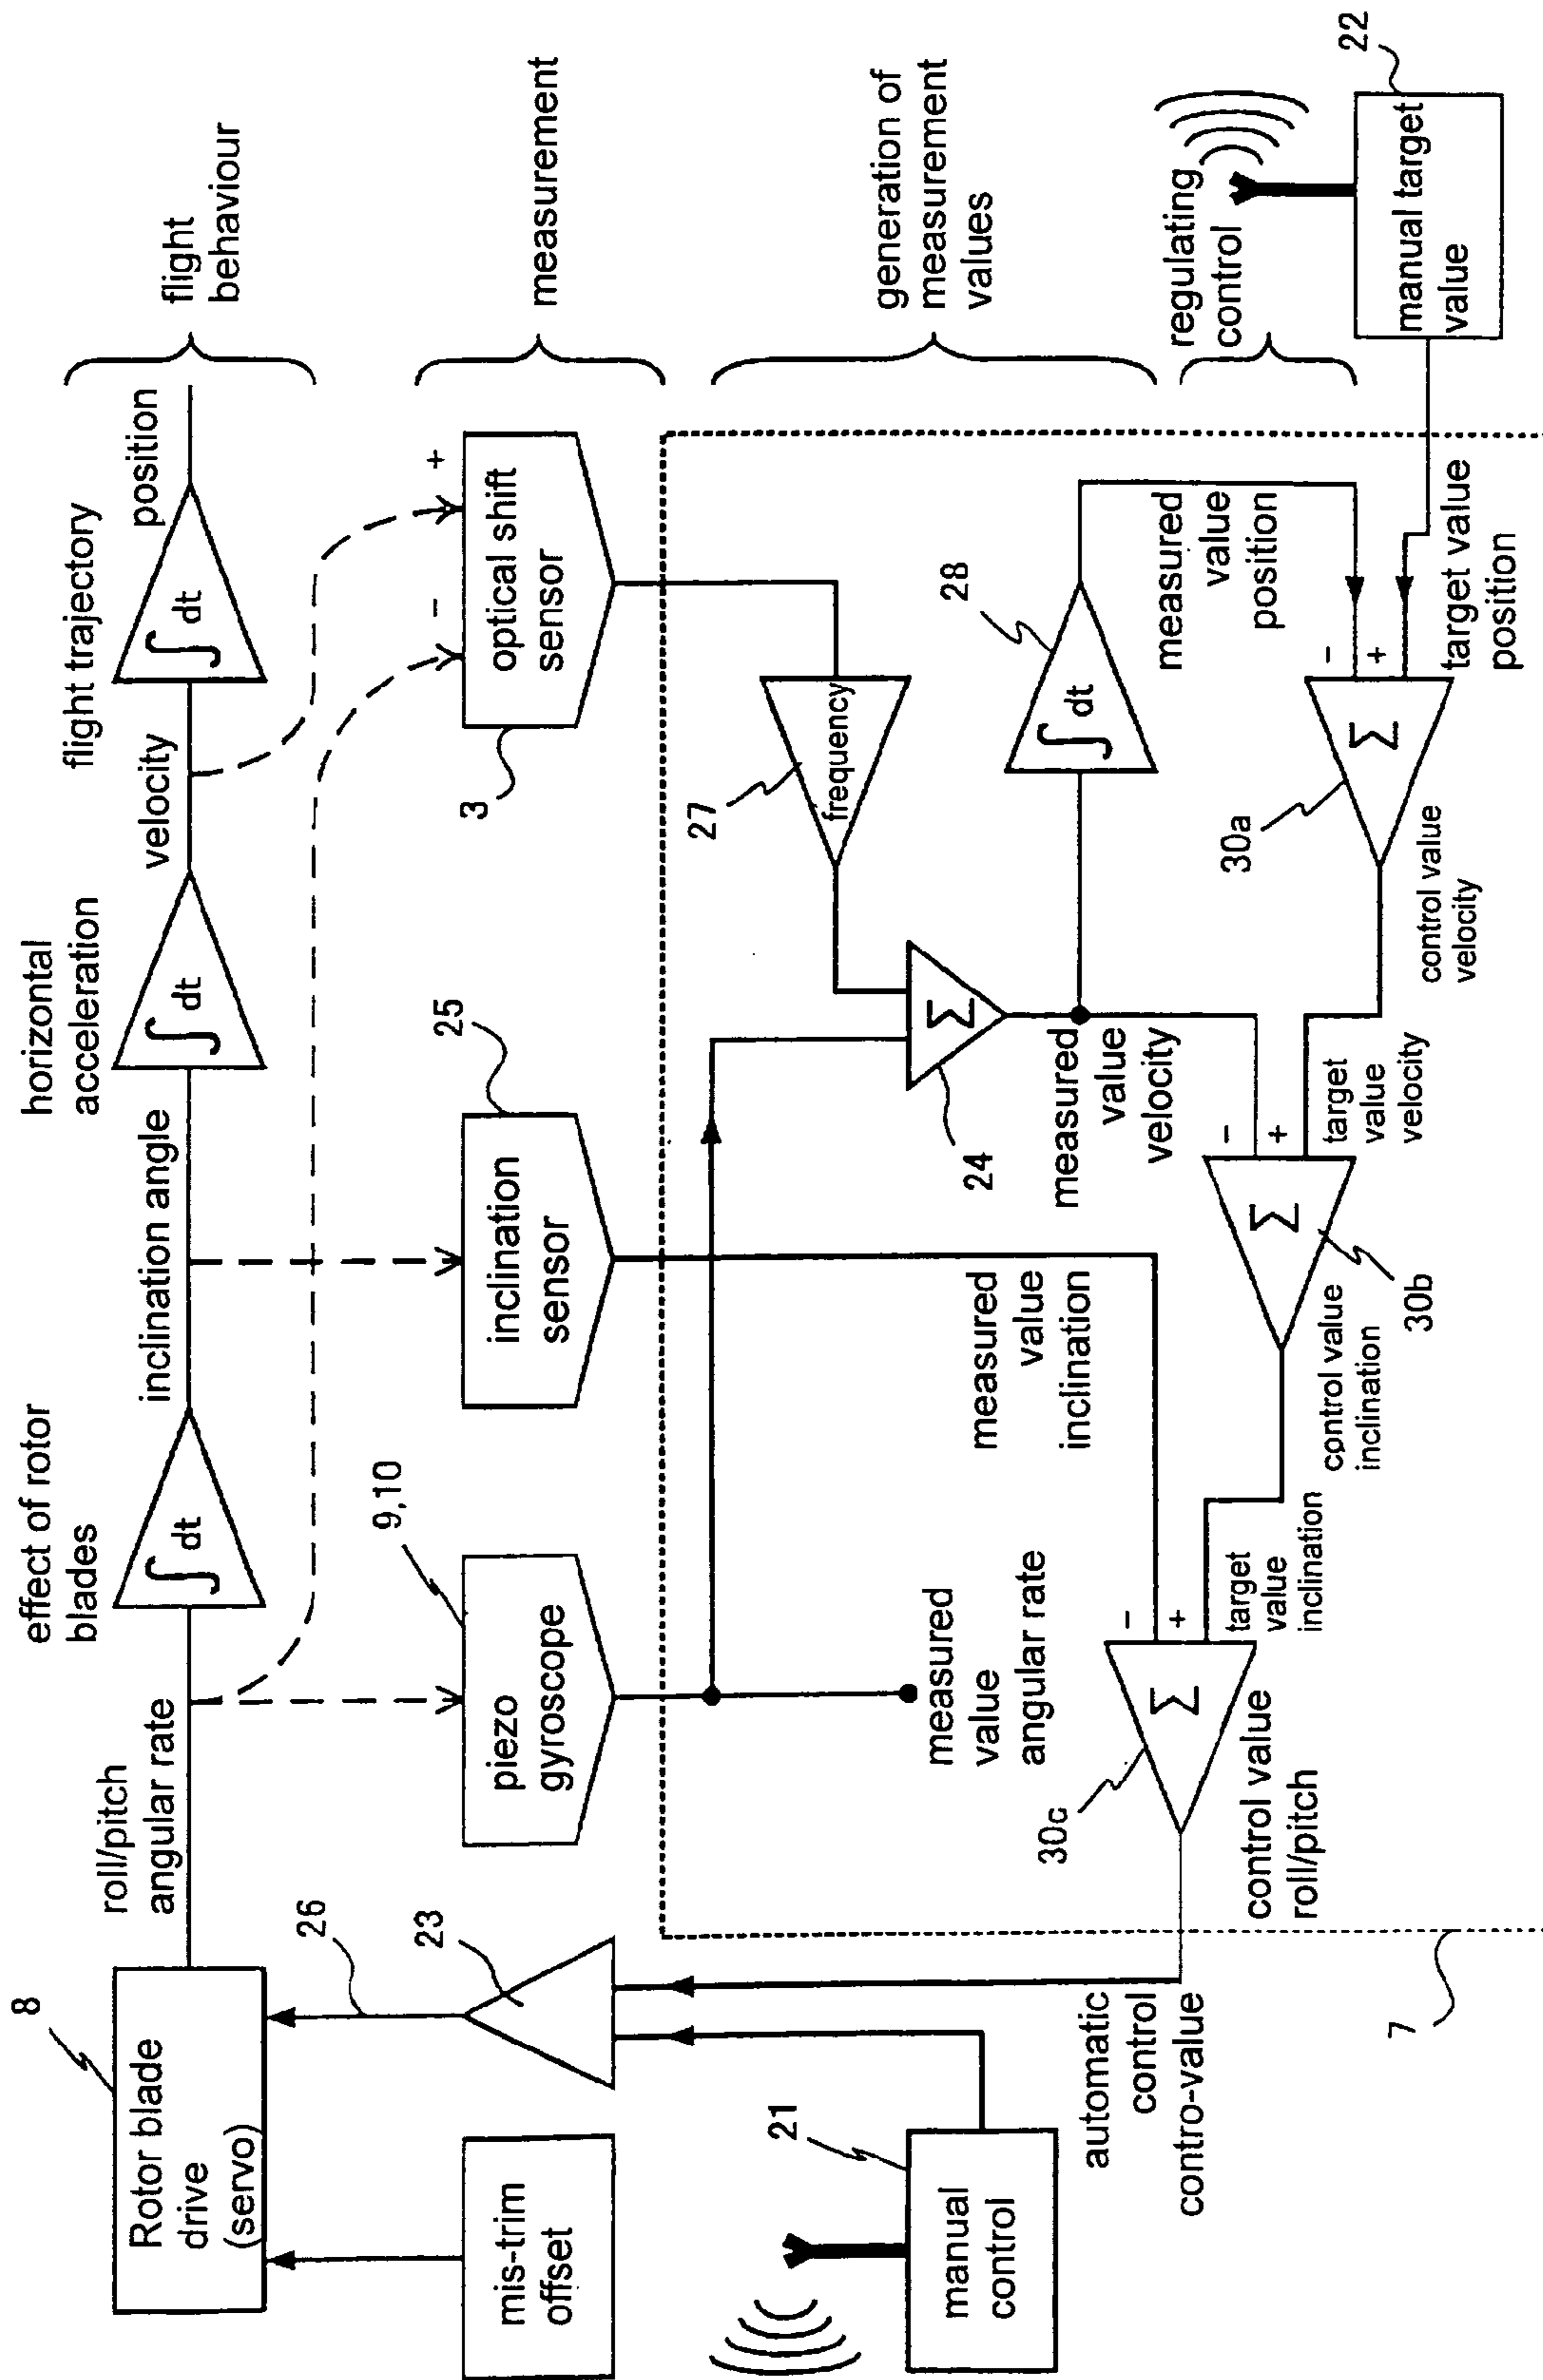 8
Rotor blade
drive
(servo)
mis-trim
offset
26
23
21
manual
control
automatic
control
contro-value
roll/pitch
angular rate
effect of rotor
blades
∫ dt
inclination angle
horizontal
acceleration
∫ dt
velocity
flight trajectory
∫ dt
position
flight
behaviour
9,10
piezo
gyroscope
25
inclination
sensor
3
optical shift
sensor
-
+
measurement
27
frequency
24
Σ
28
∫ dt
generation of
measurement
values
measured
value
angular rate
measured
value
inclination
measured
value
velocity
measured
value
position
30c
Σ
-
+
control value
roll/pitch
target
value
inclination
30b
Σ
-
+
control value
inclination
target
value
velocity
30a
Σ
-
+
control value
velocity
target value
position
regulating
control
22
manual target
value
7